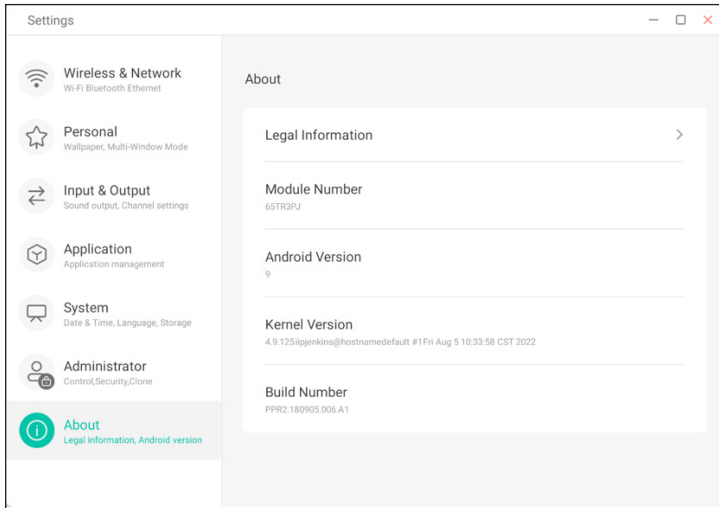 Settings
Wireless & Network
Wi-Fi Bluetooth Ethernet
Personal
Wallpaper, Multi-Window Mode
Input & Output
Sound output, Channel settings
Application
Application management
System
Date & Time, Language, Storage
Administrator
Control,Security,Clone
About
Legal information, Android version
About
Legal Information
Module Number
65TR3PJ
Android Version
9
Kernel Version
4.9.125iipjenkins@hostnamedefault #1Fri Aug 5 10:33:58 CST 2022
Build Number
PPR2.180905.006.A1